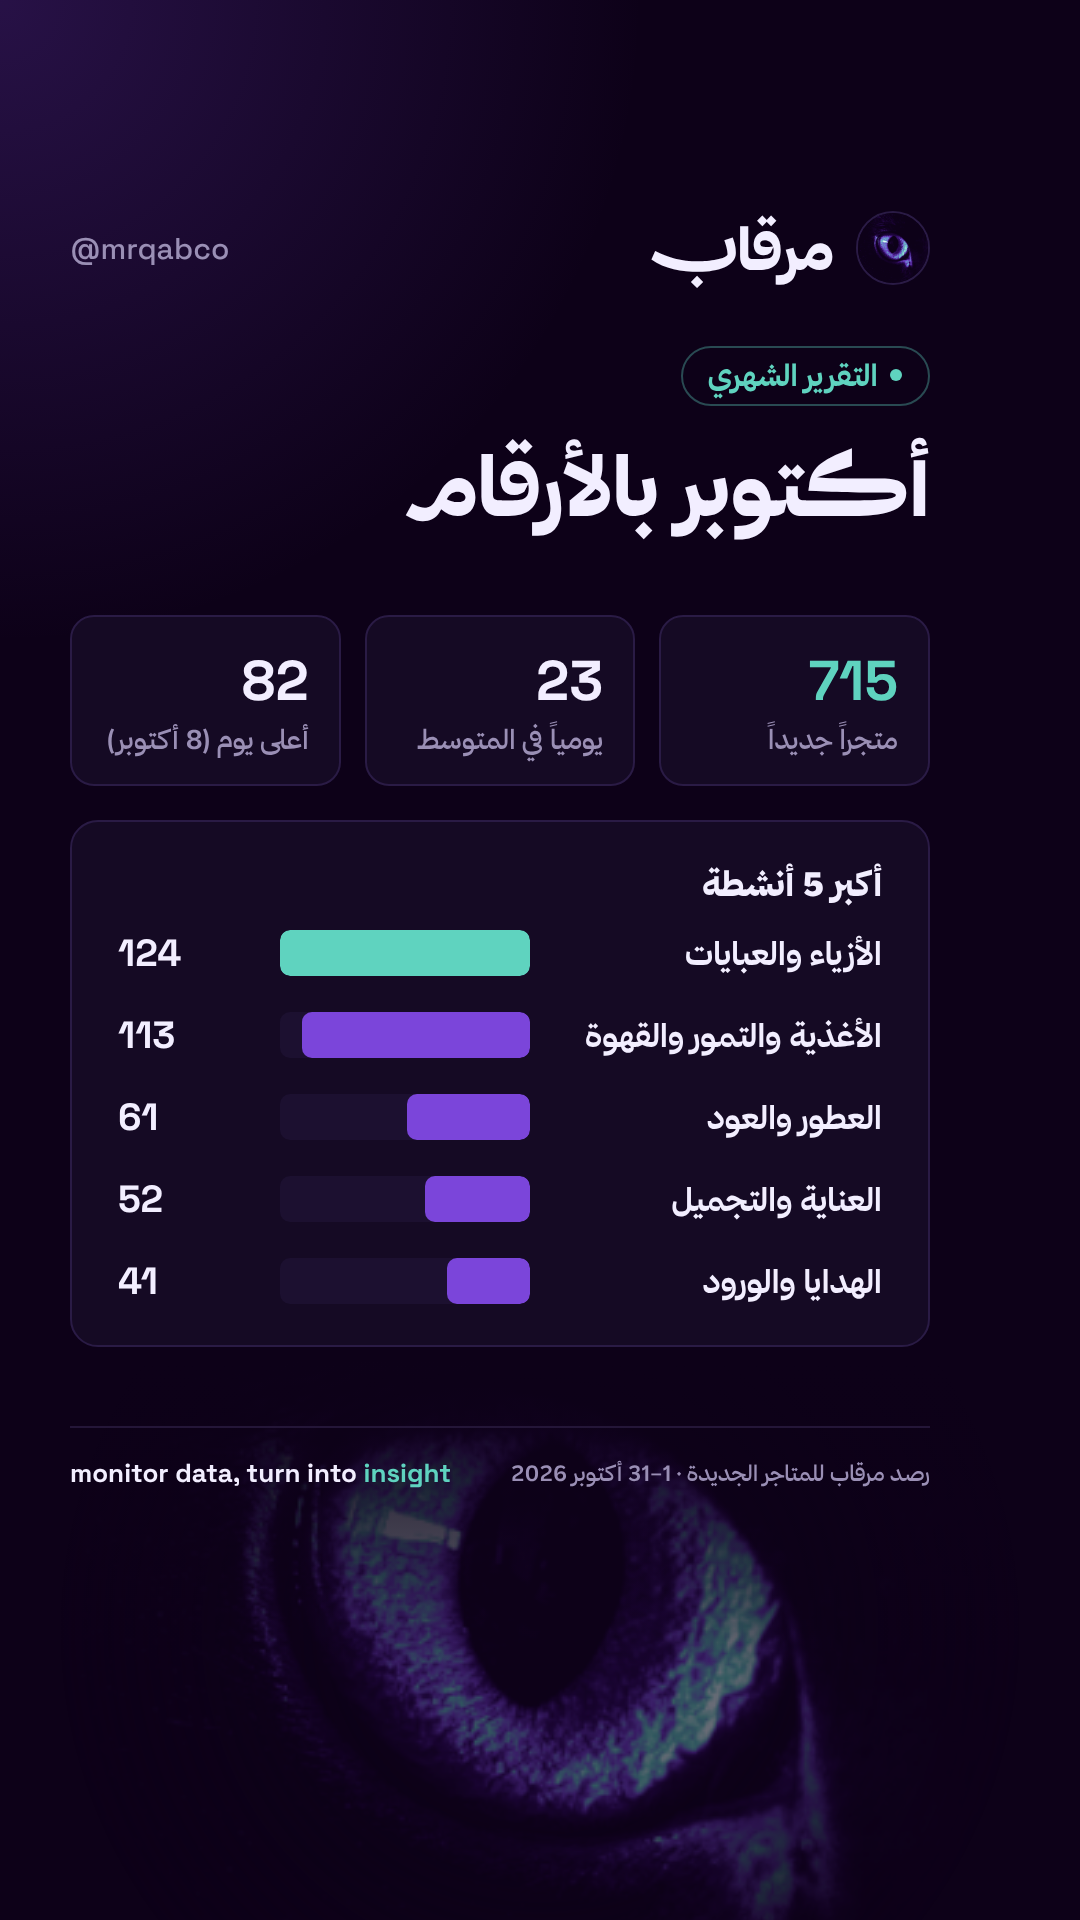 مرقاب
@mrqabco
التقرير الشهري
أكتوبر بالأرقام
715
متجراً جديداً
23
يومياً في المتوسط
82
أعلى يوم (8 أكتوبر)
أكبر 5 أنشطة
الأزياء والعبايات 124
الأغذية والتمور والقهوة 113
العطور والعود 61
العناية والتجميل 52
الهدايا والورود 41
رصد مرقاب للمتاجر الجديدة · 1–31 أكتوبر 2026
monitor data, turn into insight